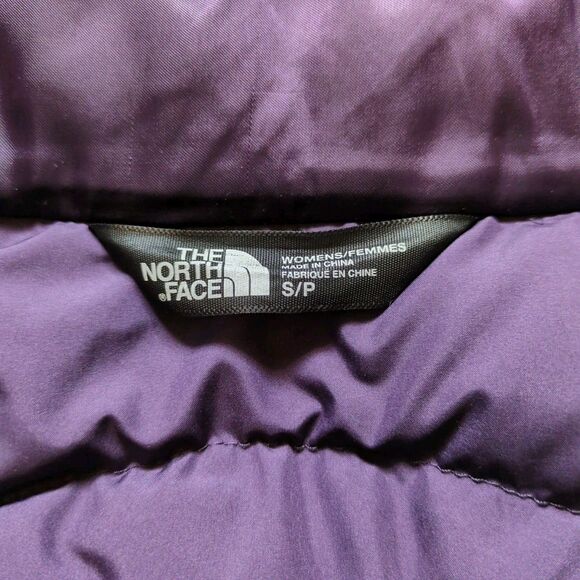 THE
NORTH
®FACE
WOMENS/FEMMES
MADE IN CHINA
FABRIQUE EN CHINE
S/P